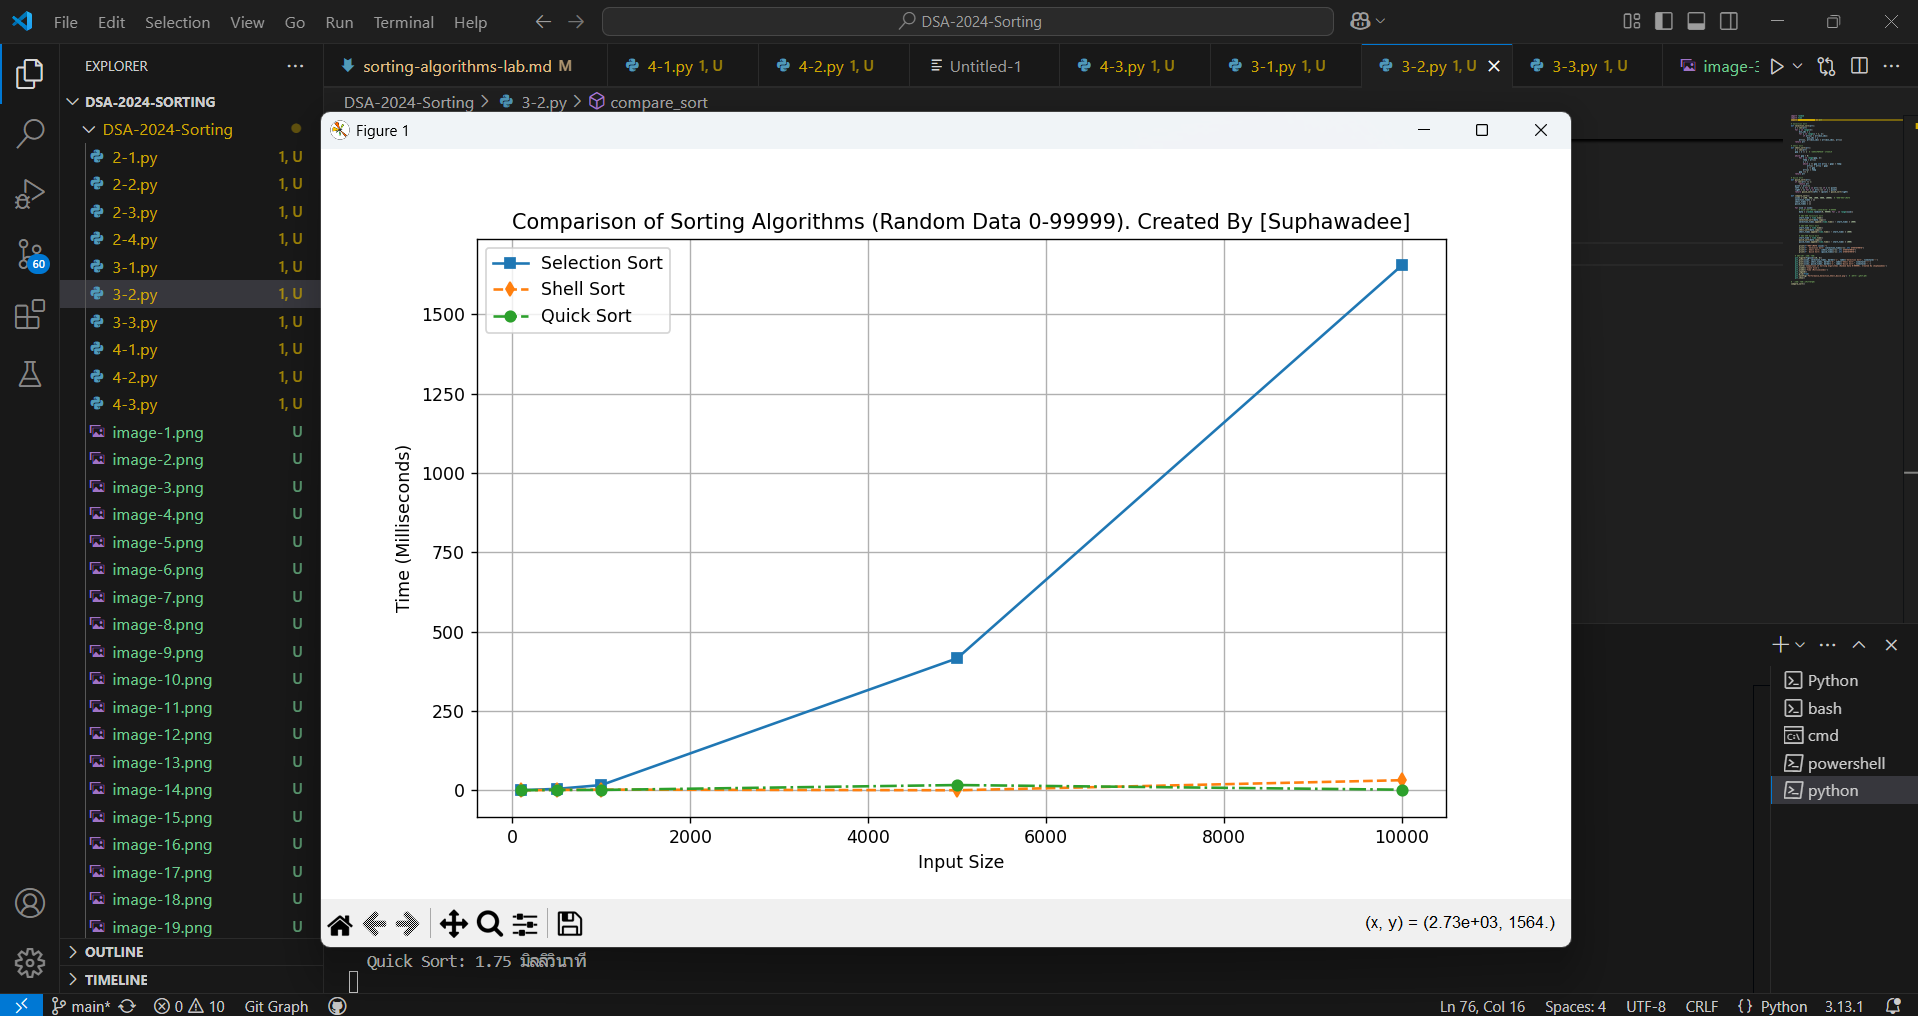 File Edit Selection View Go Run Terminal Help
DSA-2024-Sorting
EXPLORER
DSA-2024-SORTING
DSA-2024-Sorting
2-1.py 1, U
2-2.py 1, U
2-3.py 1, U
2-4.py 1, U
3-1.py 1, U
3-2.py 1, U
3-3.py 1, U
4-1.py 1, U
4-2.py 1, U
4-3.py 1, U
image-1.png U
image-2.png U
image-3.png U
image-4.png U
image-5.png U
image-6.png U
image-7.png U
image-8.png U
image-9.png U
image-10.png U
image-11.png U
image-12.png U
image-13.png U
image-14.png U
image-15.png U
image-16.png U
image-17.png U
image-18.png U
image-19.png U
OUTLINE
TIMELINE
60
sorting-algorithms-lab.md M
4-1.py 1, U
4-2.py 1, U
Untitled-1
4-3.py 1, U
3-1.py 1, U
3-2.py 1, U
3-3.py 1, U
image-3
DSA-2024-Sorting > 3-2.py > compare_sort
Figure 1
Comparison of Sorting Algorithms (Random Data 0-99999). Created By [Suphawadee]
Selection Sort
Shell Sort
Quick Sort
Time (Milliseconds)
1500
1250
1000
750
500
250
0
0 2000 4000 6000 8000 10000
Input Size
(x, y) = (2.73e+03, 1564.)
Quick Sort: 1.75 มิลลิวินาที
Python
bash
cmd
powershell
python
main* 0 10 Git Graph
Ln 76, Col 16 Spaces: 4 UTF-8 CRLF {} Python 3.13.1